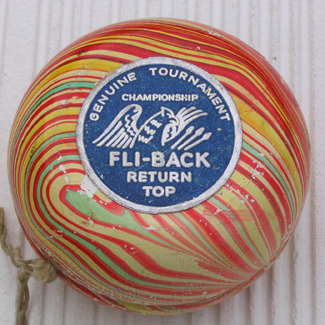 GENUINE TOURNAMENT
CHAMPIONSHIP
FLI-BACK
RETURN
TOP